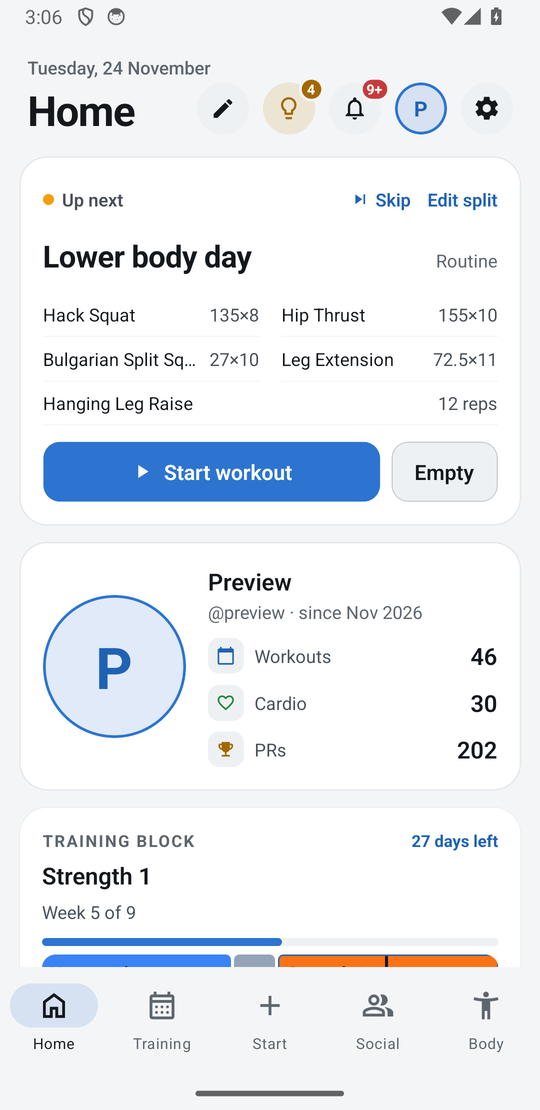 3:06
Tuesday, 24 November
Home
4
9+
P
Up next
Skip
Edit split
Lower body day
Routine
Hack Squat 135×8
Hip Thrust 155×10
Bulgarian Split Sq... 27×10
Leg Extension 72.5×11
Hanging Leg Raise 12 reps
Start workout
Empty
P
Preview
@preview · since Nov 2026
Workouts 46
Cardio 30
PRs 202
TRAINING BLOCK
27 days left
Strength 1
Week 5 of 9
Home
Training
Start
Social
Body